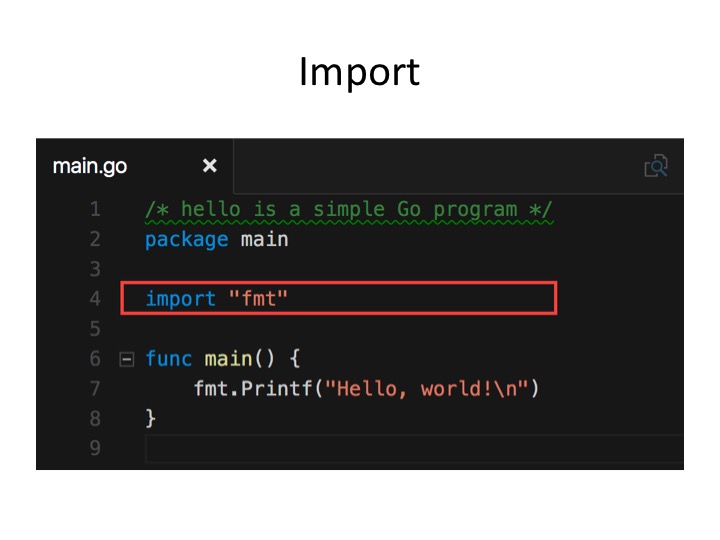 Import
main.go ×
1 /* hello is a simple Go program */
2 package main
3
4 import "fmt"
5
6 func main() {
7     fmt.Printf("Hello, world!\n")
8 }
9